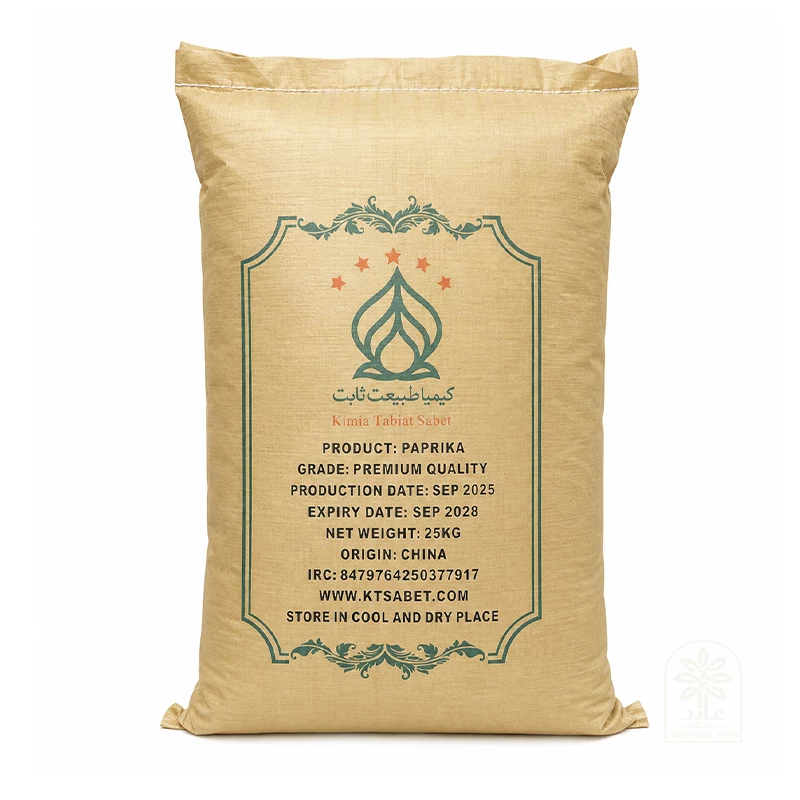 کیمیا طبیعت ثابت
Kimia Tabiat Sabet
PRODUCT: PAPRIKA
GRADE: PREMIUM QUALITY
PRODUCTION DATE: SEP 2025
EXPIRY DATE: SEP 2028
NET WEIGHT: 25KG
ORIGIN: CHINA
IRC: 8479764250377917
WWW.KTSABET.COM
STORE IN COOL AND DRY PLACE
عابد